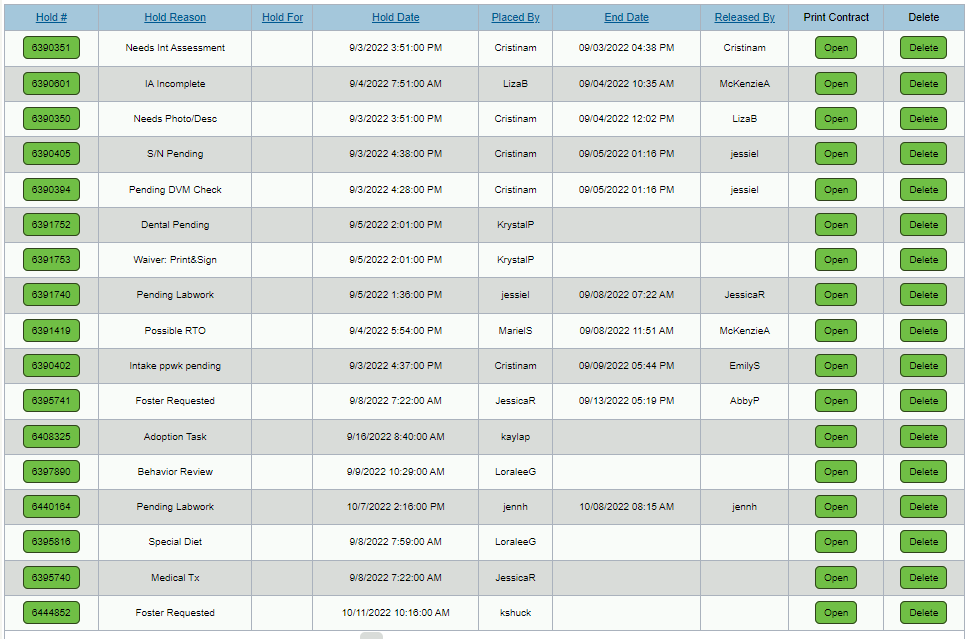 Hold # Hold Reason Hold For Hold Date Placed By End Date Released By Print Contract Delete
6390351 Needs Int Assessment 9/3/2022 3:51:00 PM Cristinam 09/03/2022 04:38 PM Cristinam Open Delete
6390601 IA Incomplete 9/4/2022 7:51:00 AM LizaB 09/04/2022 10:35 AM McKenzieA Open Delete
6390350 Needs Photo/Desc 9/3/2022 3:51:00 PM Cristinam 09/04/2022 12:02 PM LizaB Open Delete
6390405 S/N Pending 9/3/2022 4:38:00 PM Cristinam 09/05/2022 01:16 PM jessiel Open Delete
6390394 Pending DVM Check 9/3/2022 4:28:00 PM Cristinam 09/05/2022 01:16 PM jessiel Open Delete
6391752 Dental Pending 9/5/2022 2:01:00 PM KrystalP Open Delete
6391753 Waiver: Print&Sign 9/5/2022 2:01:00 PM KrystalP Open Delete
6391740 Pending Labwork 9/5/2022 1:36:00 PM jessiel 09/08/2022 07:22 AM JessicaR Open Delete
6391419 Possible RTO 9/4/2022 5:54:00 PM MarielS 09/08/2022 11:51 AM McKenzieA Open Delete
6390402 Intake ppwk pending 9/3/2022 4:37:00 PM Cristinam 09/09/2022 05:44 PM EmilyS Open Delete
6395741 Foster Requested 9/8/2022 7:22:00 AM JessicaR 09/13/2022 05:19 PM AbbyP Open Delete
6408325 Adoption Task 9/16/2022 8:40:00 AM kaylap Open Delete
6397890 Behavior Review 9/9/2022 10:29:00 AM LoraleeG Open Delete
6440164 Pending Labwork 10/7/2022 2:16:00 PM jennh 10/08/2022 08:15 AM jennh Open Delete
6395816 Special Diet 9/8/2022 7:59:00 AM LoraleeG Open Delete
6395740 Medical Tx 9/8/2022 7:22:00 AM JessicaR Open Delete
6444852 Foster Requested 10/11/2022 10:16:00 AM kshuck Open Delete